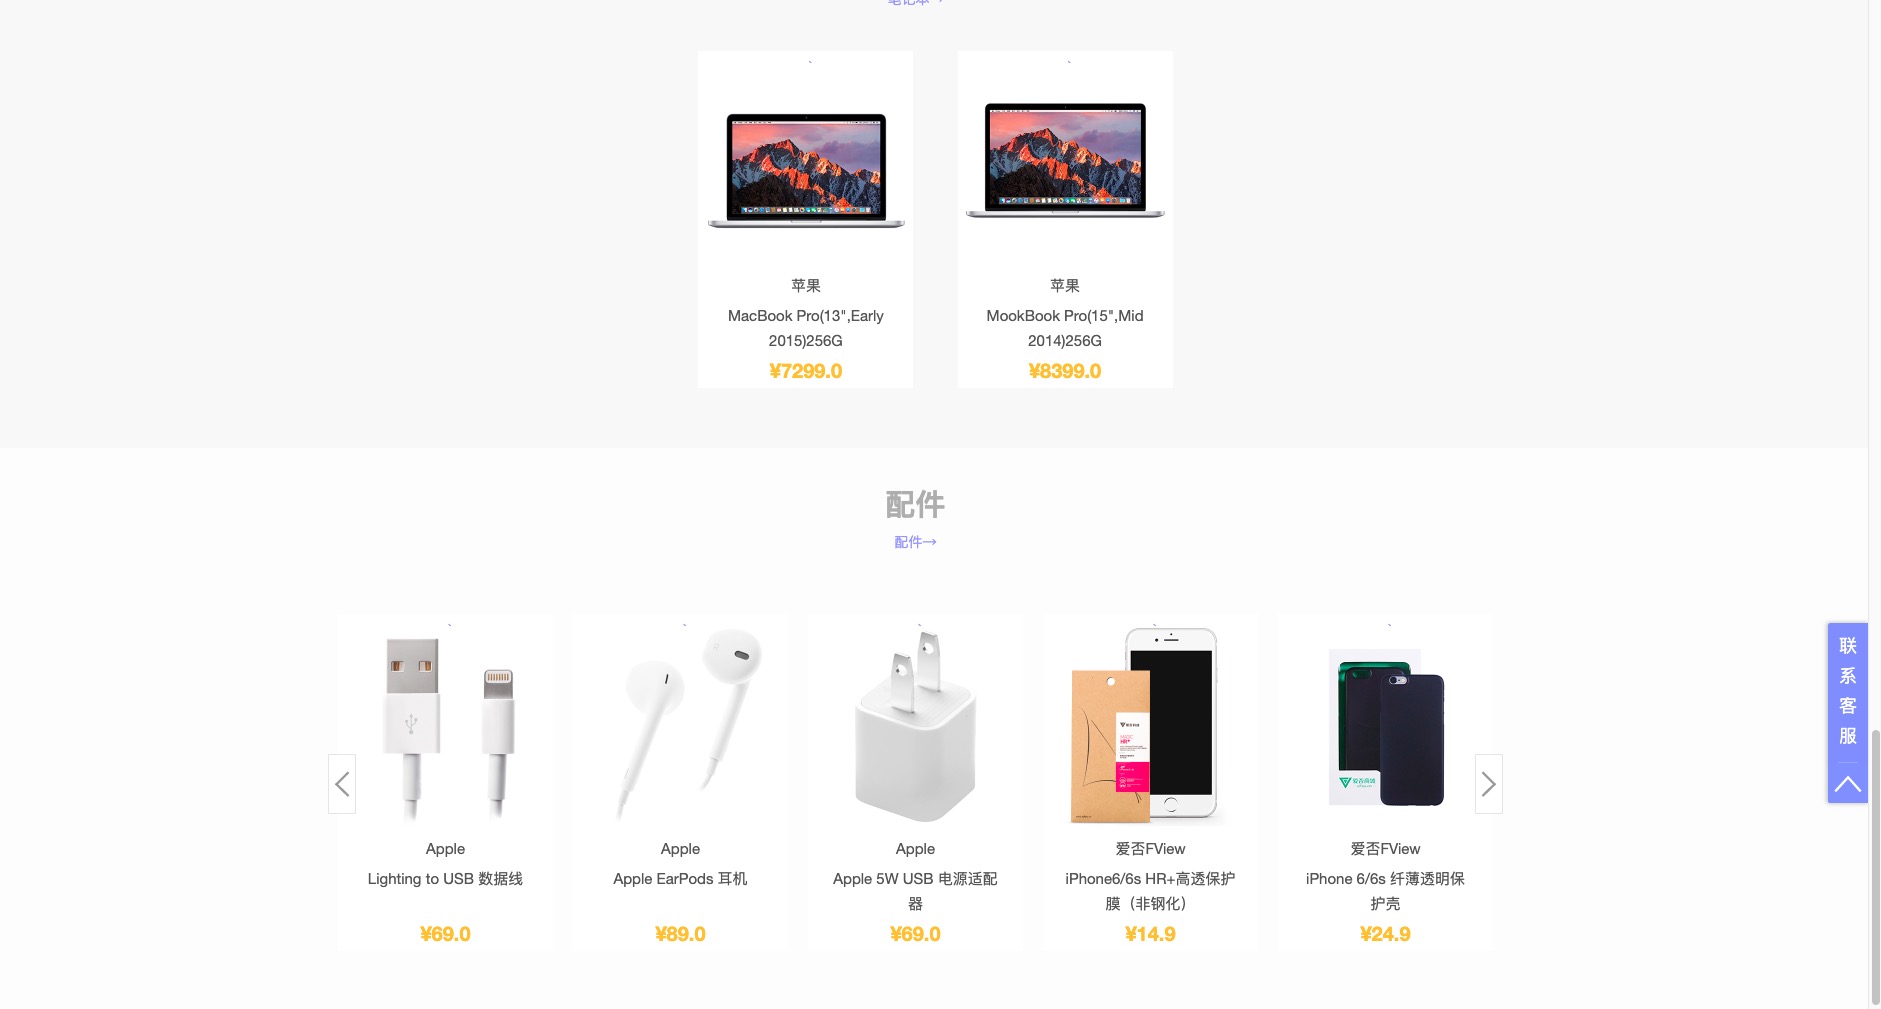 笔记本→
苹果
MacBook Pro(13",Early
2015)256G
¥7299.0
苹果
MookBook Pro(15",Mid
2014)256G
¥8399.0
配件
配件→
Apple
Lighting to USB 数据线
¥69.0
Apple
Apple EarPods 耳机
¥89.0
Apple
Apple 5W USB 电源适配
器
¥69.0
爱否FView
iPhone6/6s HR+高透保护
膜（非钢化）
¥14.9
爱否FView
iPhone 6/6s 纤薄透明保
护壳
¥24.9
联
系
客
服